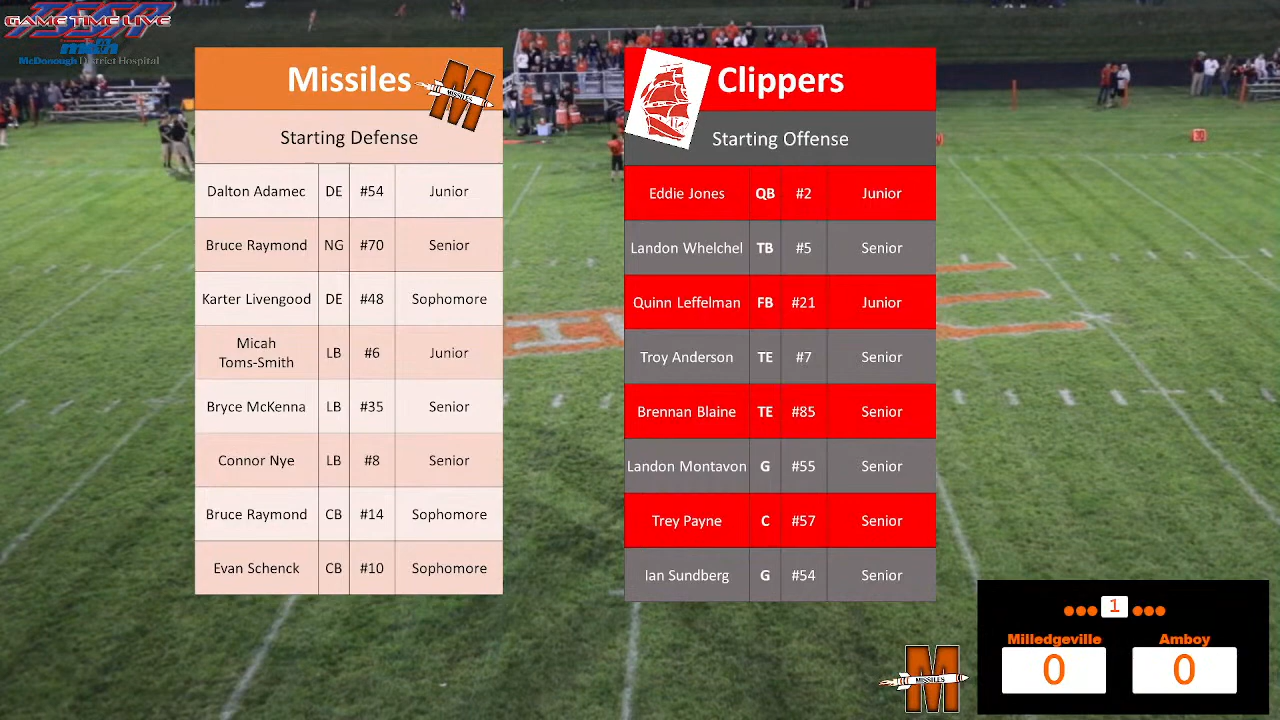 TSSR
GAME TIME LIVE
mdh
McDonough District Hospital
Missiles
M
MISSILES
Starting Defense
Dalton Adamec DE #54 Junior
Bruce Raymond NG #70 Senior
Karter Livengood DE #48 Sophomore
Micah
Toms-Smith LB #6 Junior
Bryce McKenna LB #35 Senior
Connor Nye LB #8 Senior
Bruce Raymond CB #14 Sophomore
Evan Schenck CB #10 Sophomore
Clippers
Starting Offense
Eddie Jones QB #2 Junior
Landon Whelchel TB #5 Senior
Quinn Leffelman FB #21 Junior
Troy Anderson TE #7 Senior
Brennan Blaine TE #85 Senior
Landon Montavon G #55 Senior
Trey Payne C #57 Senior
Ian Sundberg G #54 Senior
M
MISSILES
1
Milledgeville Amboy
0 0